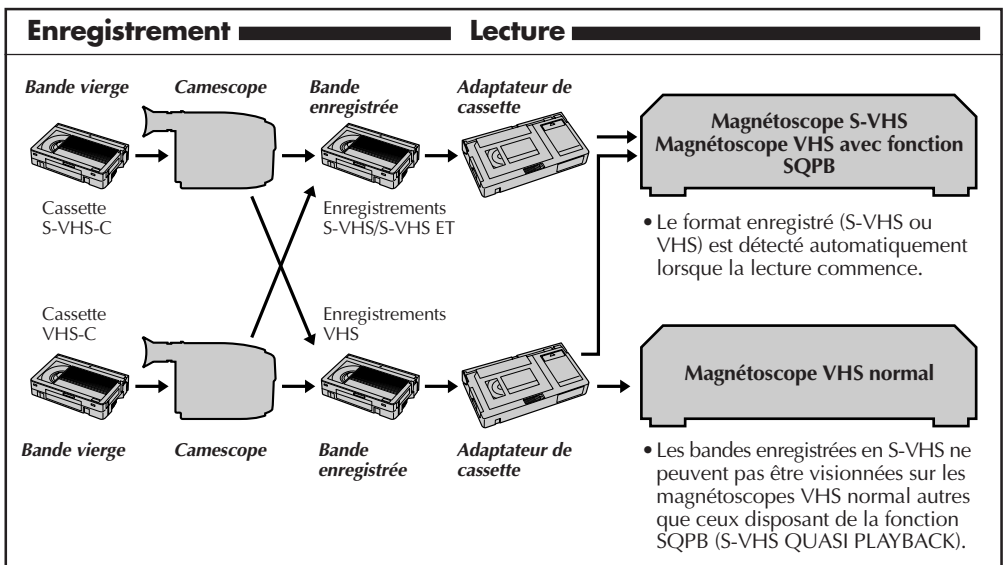 Enregistrement
Lecture
Bande vierge
Camescope
Bande
enregistrée
Adaptateur de
cassette
Magnétoscope S-VHS
Magnétoscope VHS avec fonction
SQPB
Cassette
S-VHS-C
Enregistrements
S-VHS/S-VHS ET
• Le format enregistré (S-VHS ou
VHS) est détecté automatiquement
lorsque la lecture commence.
Cassette
VHS-C
Enregistrements
VHS
Magnétoscope VHS normal
Bande vierge
Camescope
Bande
enregistrée
Adaptateur de
cassette
• Les bandes enregistrées en S-VHS ne
peuvent pas être visionnées sur les
magnétoscopes VHS normal autres
que ceux disposant de la fonction
SQPB (S-VHS QUASI PLAYBACK).